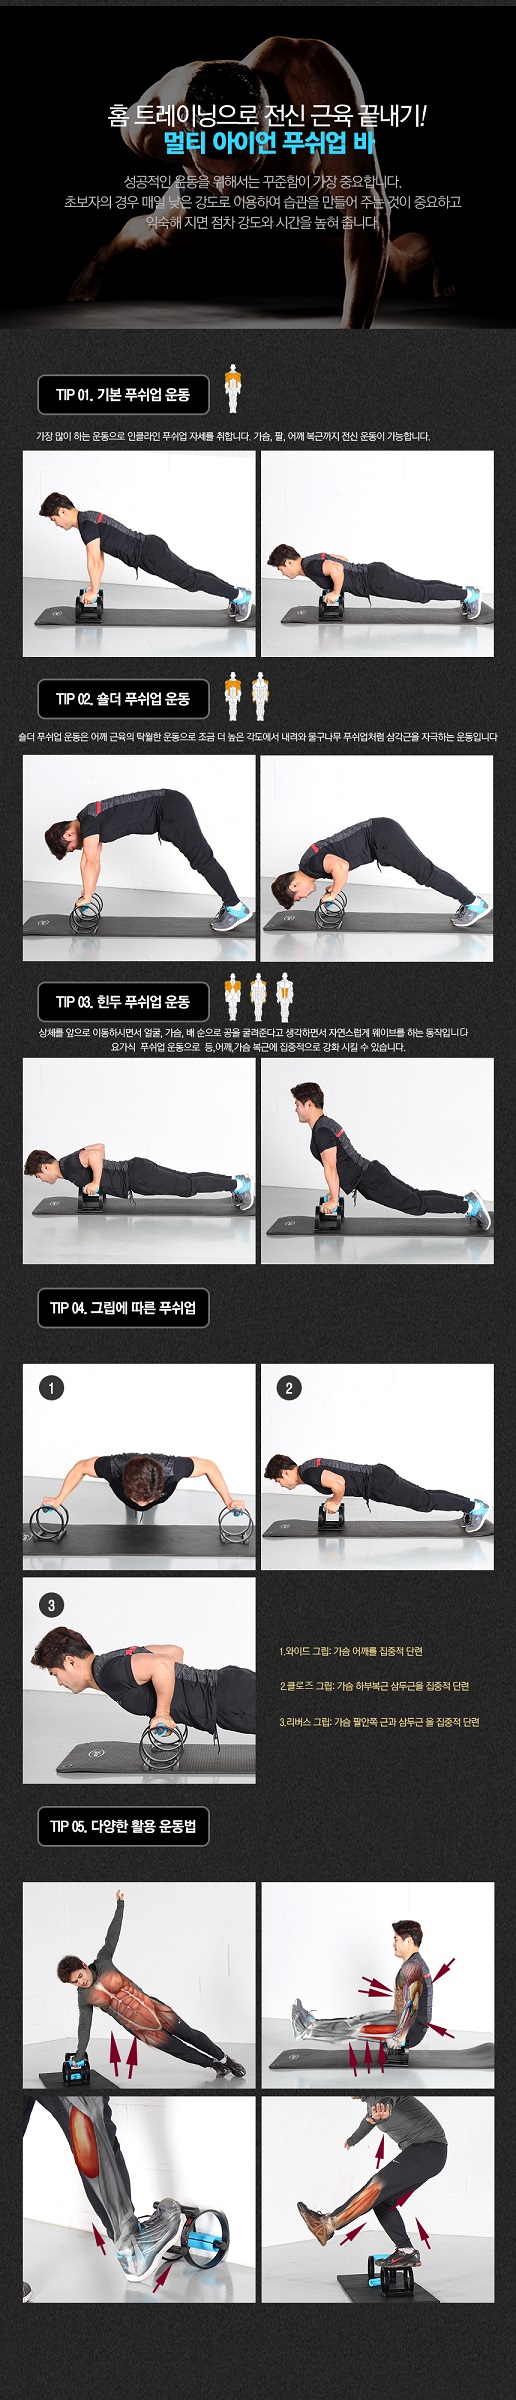 홈 트레이닝으로 전신 근육 끝내기!
멀티 아이언 푸쉬업 바
성공적인 운동을 위해서는 꾸준함이 가장 중요합니다.
초보자의 경우 매일 낮은 강도로 이용하여 습관을 만들어 주는 것이 중요하고
익숙해 지면 점차 강도와 시간을 높혀 줍니다.
TIP 01. 기본 푸쉬업 운동
가장 많이 하는 운동으로 인클라인 푸쉬업 자세를 취합니다. 가슴, 팔, 어깨 복근까지 전신 운동이 가능합니다.
TIP 02. 숄더 푸쉬업 운동
숄더 푸쉬업 운동은 어깨 근육의 탁월한 운동으로 조금 더 높은 각도에서 내려와 물구나무 푸쉬업처럼 삼각근을 자극하는 운동입니다
TIP 03. 힌두 푸쉬업 운동
상체를 앞으로 이동하시면서 얼굴, 가슴, 배 순으로 공을 굴려준다고 생각하면서 자연스럽게 웨이브를 하는 동작입니다
요가식 푸쉬업 운동으로 등,어깨,가슴 복근에 집중적으로 강화 시킬 수 있습니다.
TIP 04. 그립에 따른 푸쉬업
1
2
3
1.와이드 그립: 가슴 어깨를 집중적 단련
2.클로즈 그립: 가슴 하부복근 삼두근을 집중적 단련
3.리버스 그립: 가슴 팔안쪽 근과 삼두근 을 집중적 단련
TIP 05. 다양한 활용 운동법